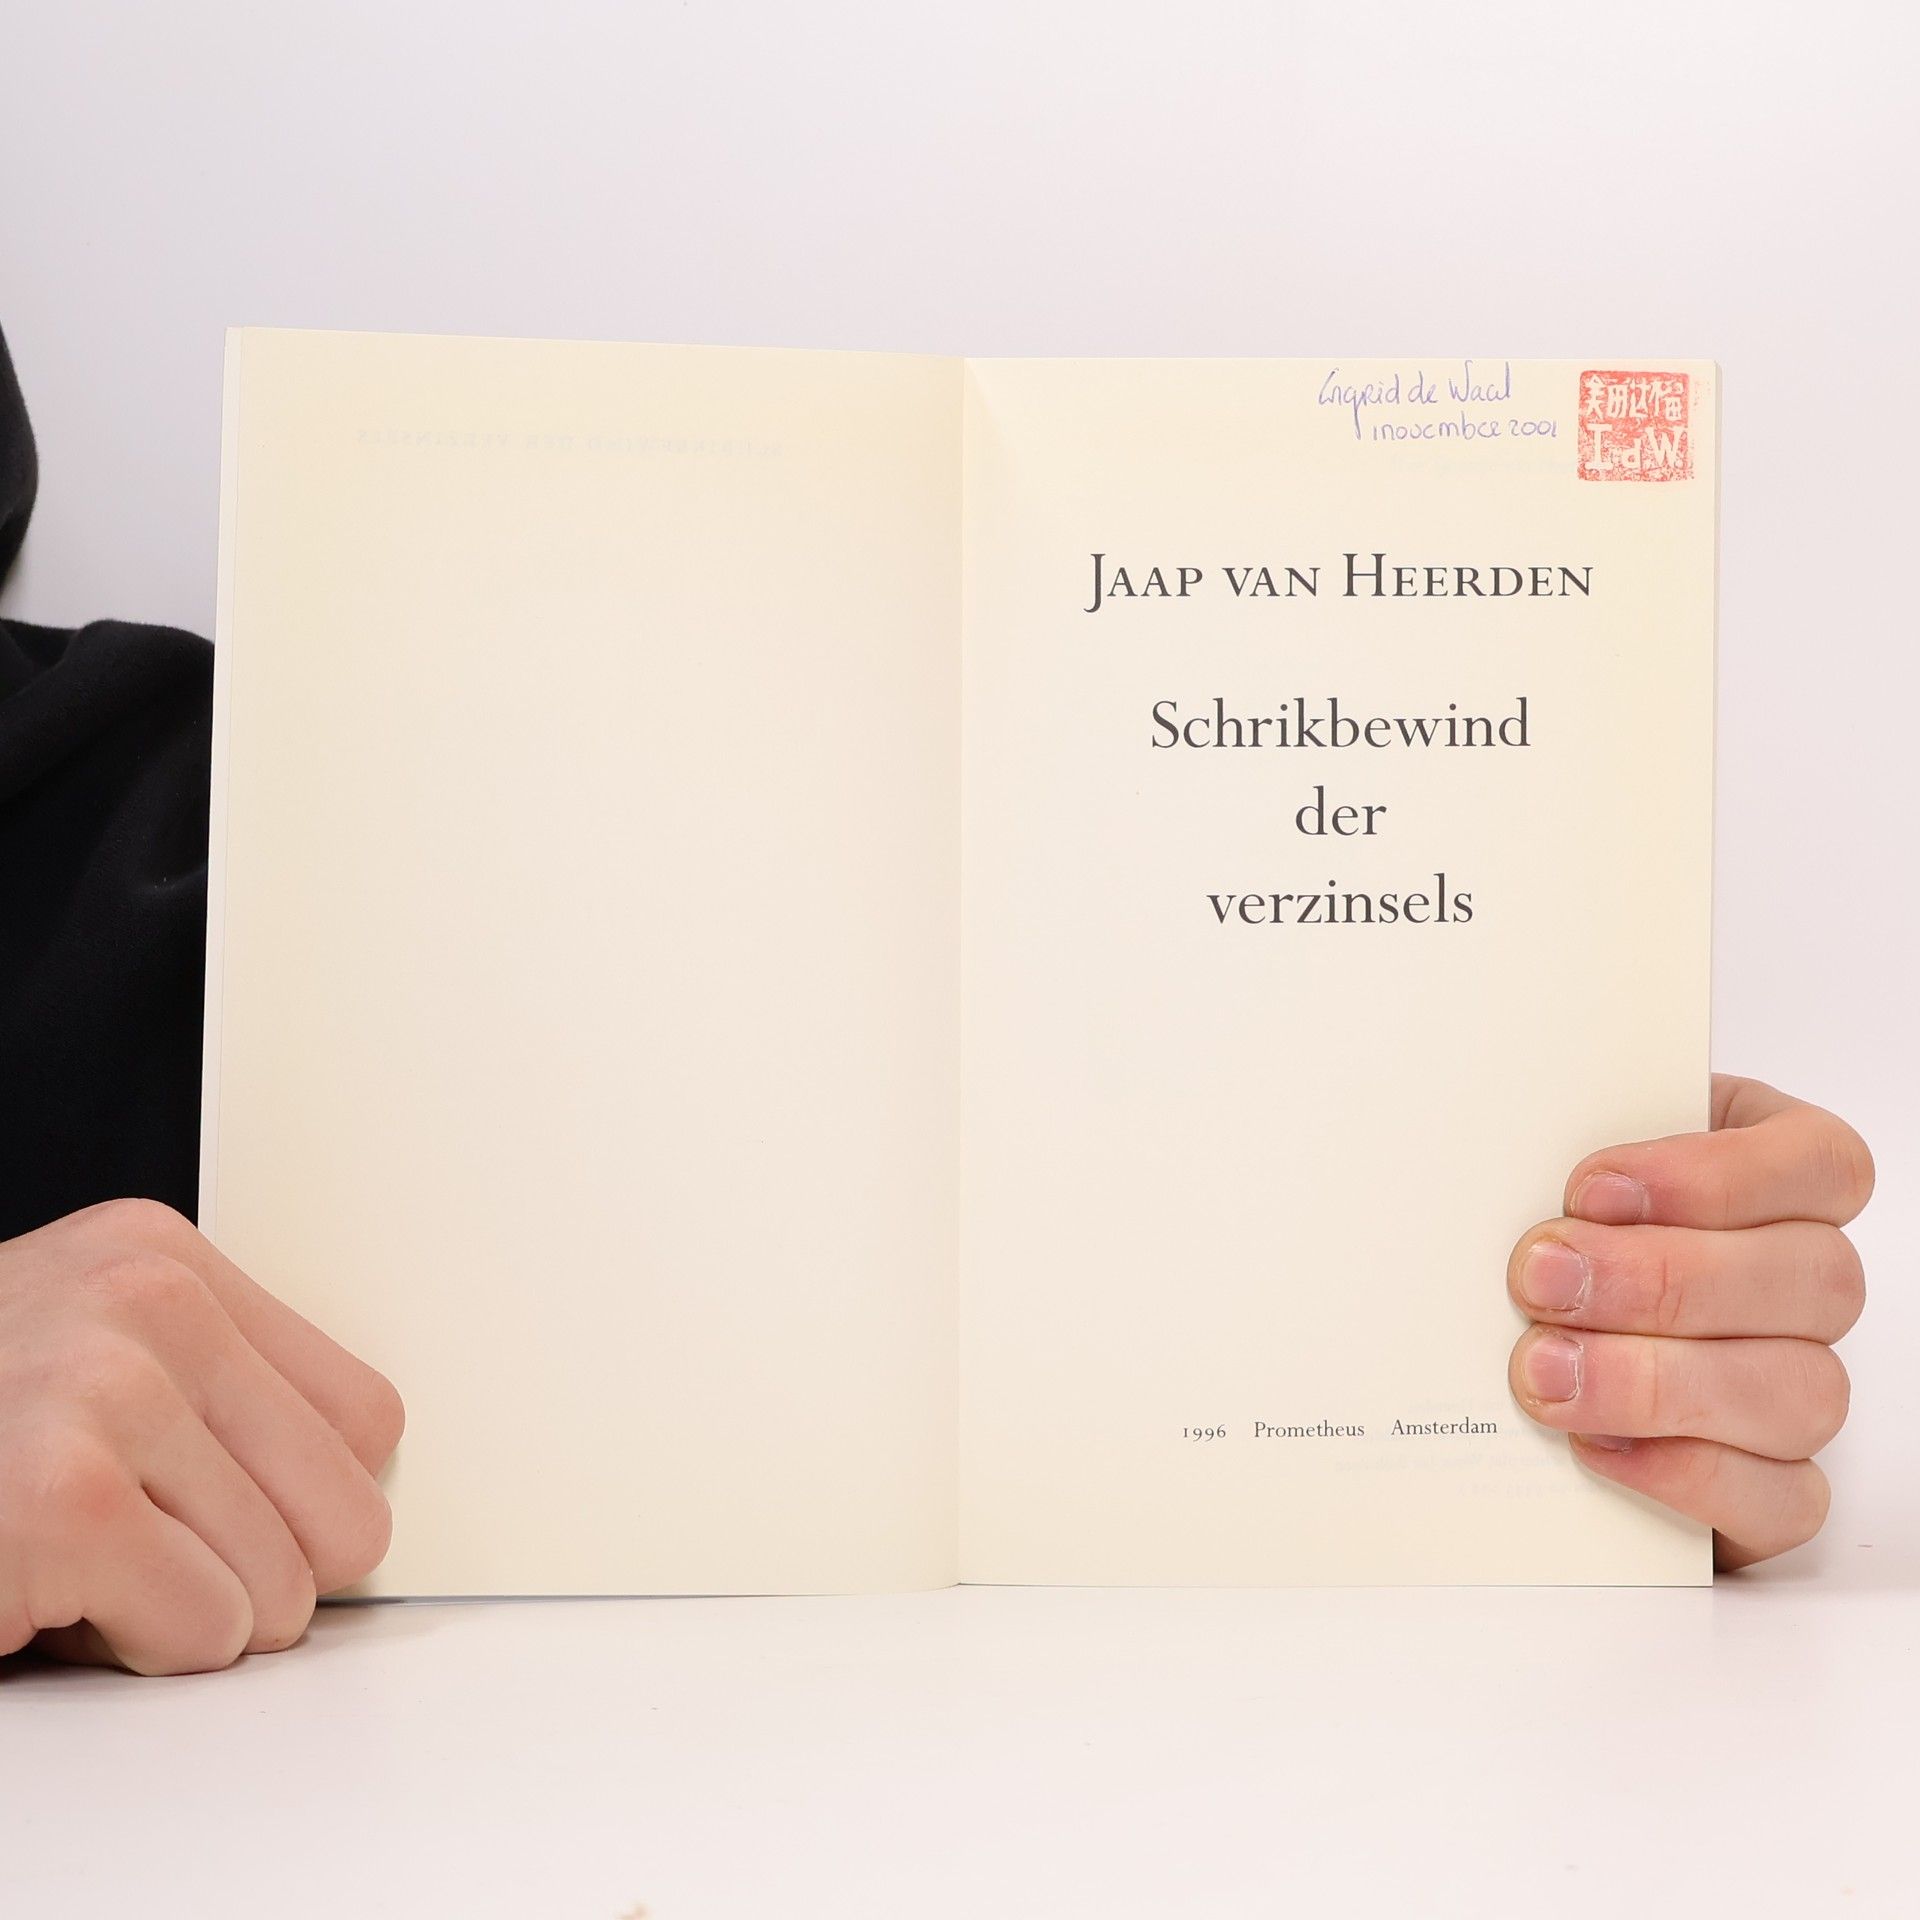 Ingrid de Waal
1 november 2001
I.d.W.
JAAP VAN HEERDEN
Schrikbewind
der
verzinsels
1996 Prometheus Amsterdam